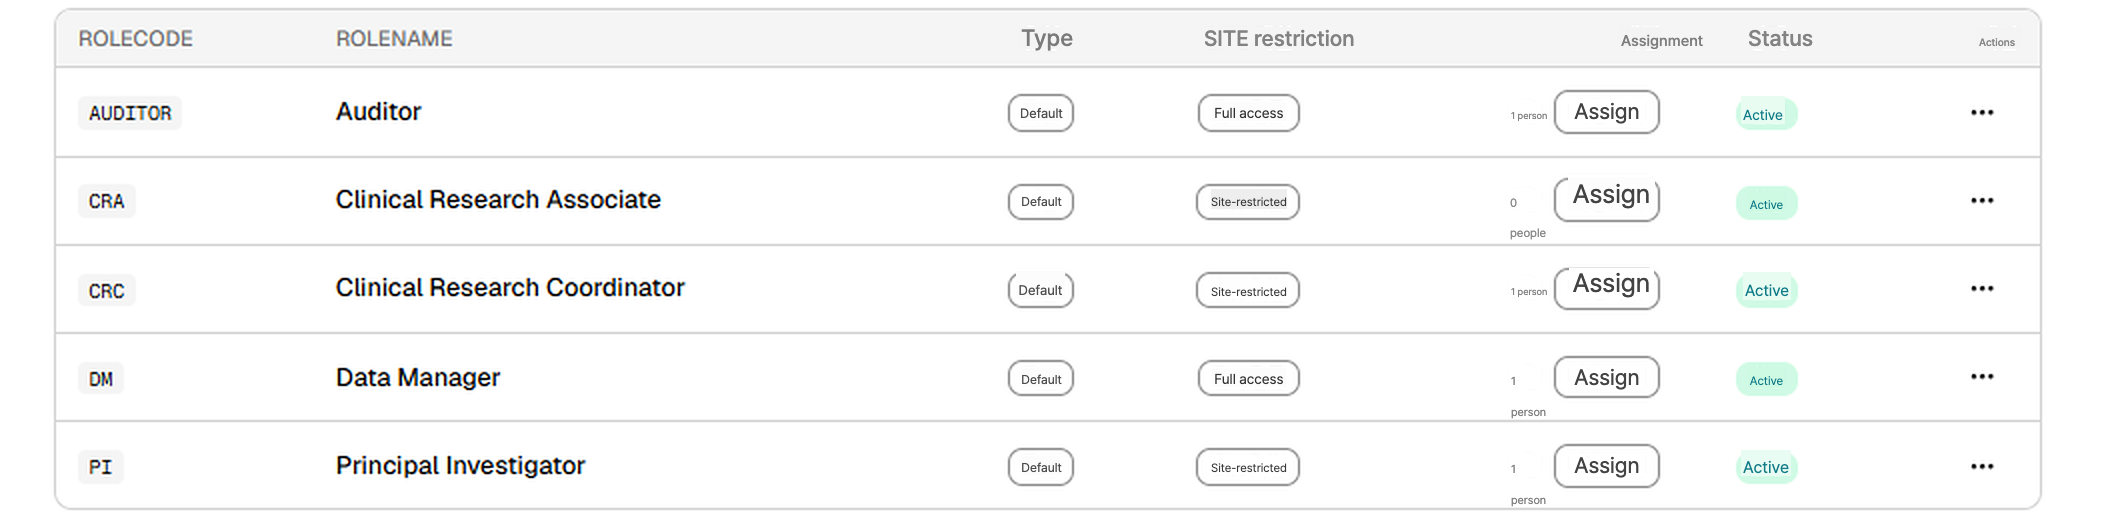 ROLECODE ROLENAME Type SITE restriction Assignment Status Actions
AUDITOR Auditor Default Full access 1 person Assign Active
CRA Clinical Research Associate Default Site-restricted 0 people Assign Active
CRC Clinical Research Coordinator Default Site-restricted 1 person Assign Active
DM Data Manager Default Full access 1 person Assign Active
PI Principal Investigator Default Site-restricted 1 person Assign Active